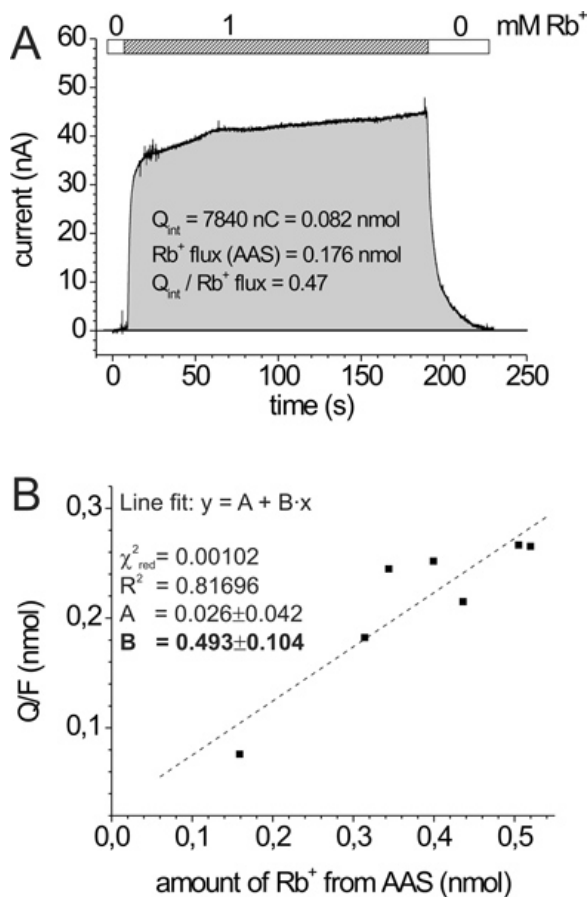 A
0 1 0 mM Rb⁺
60
50
40
30
20
10
0
current (nA)
Q_int = 7840 nC = 0.082 nmol
Rb⁺ flux (AAS) = 0.176 nmol
Q_int / Rb⁺ flux = 0.47
0 50 100 150 200 250
time (s)
B
Line fit: y = A + B·x
χ²_red = 0.00102
R² = 0.81696
A = 0.026±0.042
B = 0.493±0.104
0,3
0,2
0,1
Q/F (nmol)
0,0 0,1 0,2 0,3 0,4 0,5
amount of Rb⁺ from AAS (nmol)